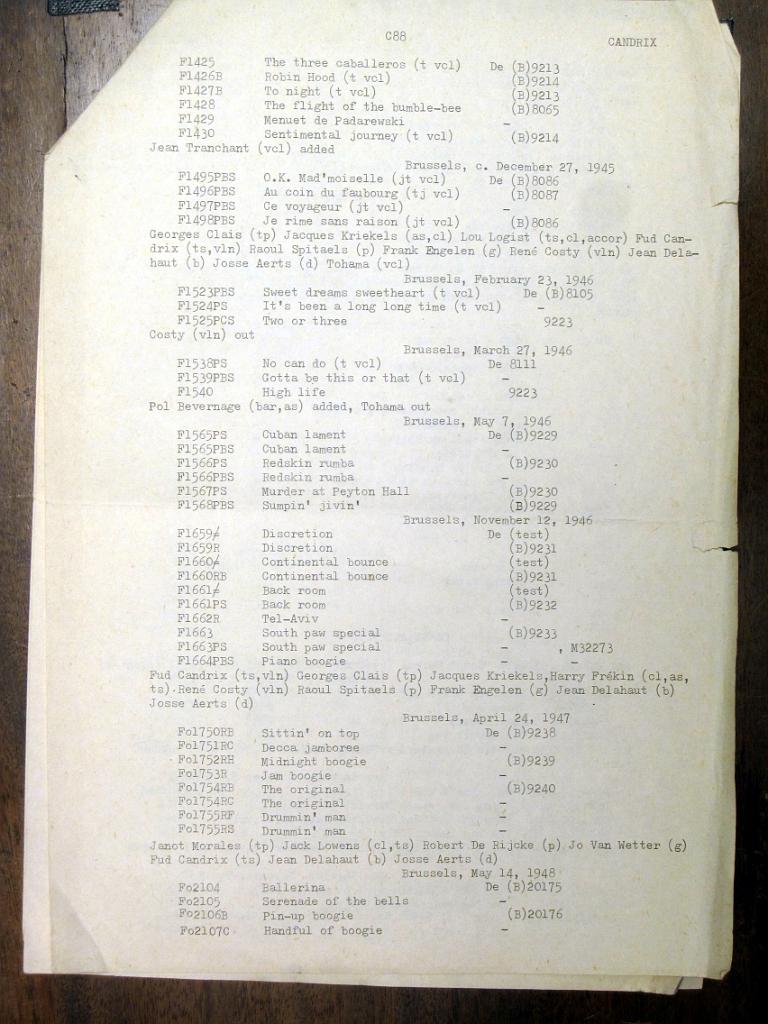 C88
CANDRIX
F1425 The three caballeros (t vcl) De (B)9213
F1426B Robin Hood (t vcl) (B)9214
F1427B To night (t vcl) (B)9213
F1428 The flight of the bumble-bee (B)8065
F1429 Menuet de Padarewski -
F1430 Sentimental journey (t vcl) (B)9214
Jean Tranchant (vcl) added
Brussels, c. December 27, 1945
F1495PBS O.K. Mad'moiselle (jt vcl) De (B)8086
F1496PBS Au coin du faubourg (tj vcl) (B)8087
F1497PBS Ce voyageur (jt vcl) -
F1498PBS Je rime sans raison (jt vcl) (B)8086
Georges Clais (tp) Jacques Kriekels (as,cl) Lou Logist (ts,cl,accor) Fud Can-
drix (ts,vln) Raoul Spitaels (p) Frank Engelen (g) René Costy (vln) Jean Dela-
haut (b) Josse Aerts (d) Tohama (vcl)
Brussels, February 23, 1946
F1523PBS Sweet dreams sweetheart (t vcl) De (B)8105
F1524PS It's been a long long time (t vcl) -
F1525PCS Two or three 9223
Costy (vln) out
Brussels, March 27, 1946
F1538PS No can do (t vcl) De 8111
F1539PBS Gotta be this or that (t vcl) -
F1540 High life 9223
Pol Bevernage (bar,as) added, Tohama out
Brussels, May 7, 1946
F1565PS Cuban lament De (B)9229
F1565PBS Cuban lament -
F1566PS Redskin rumba (B)9230
F1566PBS Redskin rumba -
F1567PS Murder at Peyton Hall (B)9230
F1568PBS Sumpin' jivin' (B)9229
Brussels, November 12, 1946
F1659≠ Discretion De (test)
F1659R Discretion (B)9231
F1660≠ Continental bounce (test)
F1660RB Continental bounce (B)9231
F1661≠ Back room (test)
F1661PS Back room (B)9232
F1662R Tel-Aviv -
F1663 South paw special (B)9233
F1663PS South paw special - , M32273
F1664PBS Piano boogie - -
Fud Candrix (ts,vln) Georges Clais (tp) Jacques Kriekels,Harry Frékin (cl,as,
ts) René Costy (vln) Raoul Spitaels (p) Frank Engelen (g) Jean Delahaut (b)
Josse Aerts (d)
Brussels, April 24, 1947
Fo1750RB Sittin' on top De (B)9238
Fo1751RC Decca jamboree -
Fo1752RH Midnight boogie (B)9239
Fo1753R Jam boogie -
Fo1754RB The original (B)9240
Fo1754RC The original -
Fo1755RF Drummin' man -
Fo1755RS Drummin' man -
Janot Morales (tp) Jack Lowens (cl,ts) Robert De Rijcke (p) Jo Van Wetter (g)
Fud Candrix (ts) Jean Delahaut (b) Josse Aerts (d)
Brussels, May 14, 1948
Fo2104 Ballerina De (B)20175
Fo2105 Serenade of the bells -
Fo2106B Pin-up boogie (B)20176
Fo2107C Handful of boogie -